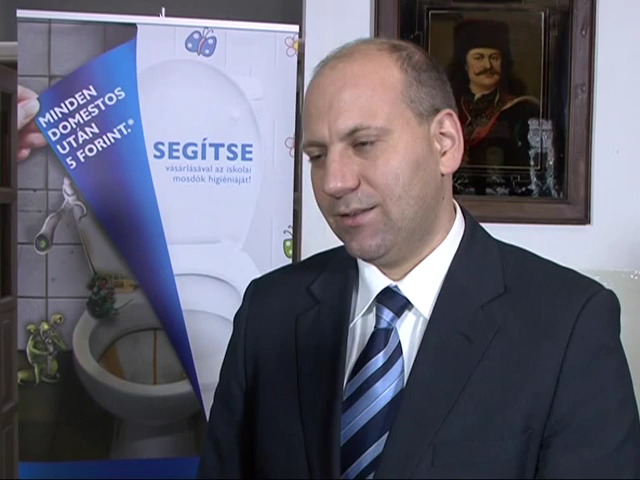 MINDEN
DOMESTOS
UTÁN
5 FORINT.*
SEGÍTSE
vásárlásával az iskolai
mosdók higiéniáját!